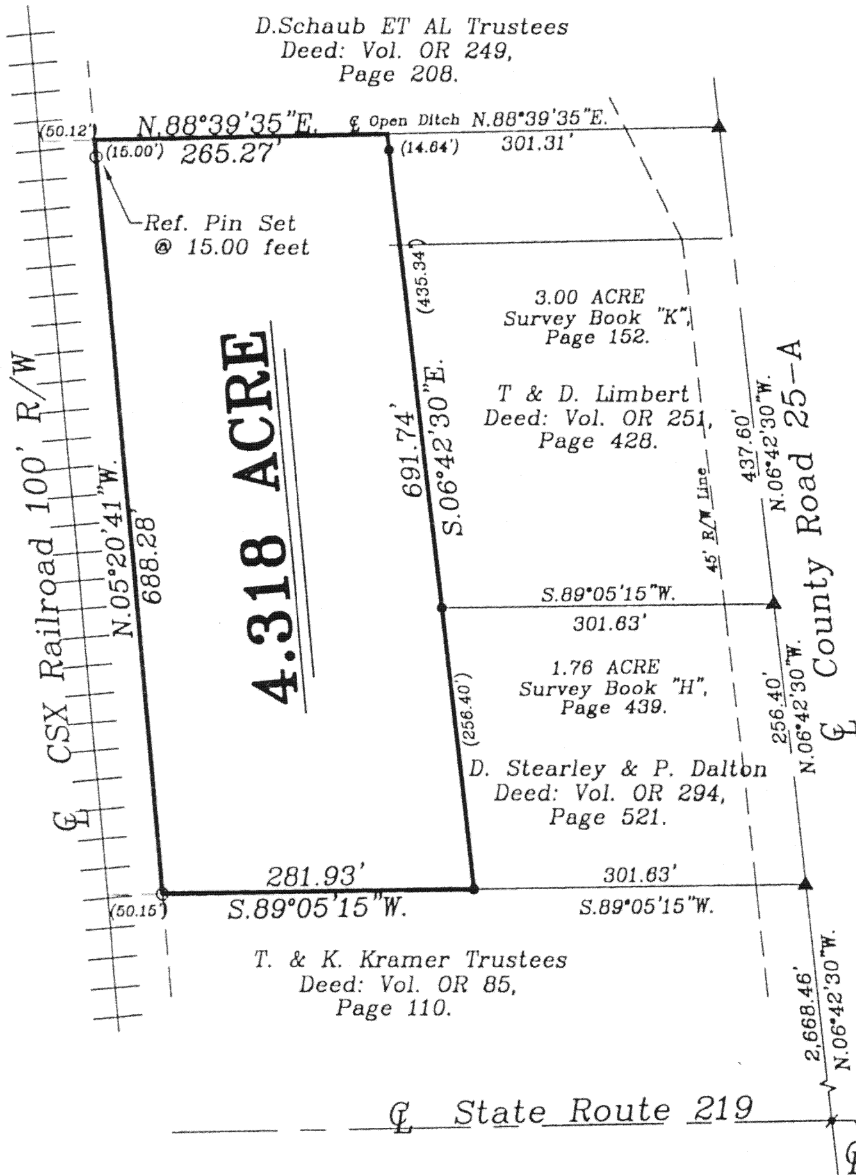 D.Schaub ET AL Trustees
Deed: Vol. OR 249,
Page 208.
(50.12')
N.88°39'35"E.
℄ Open Ditch N.88°39'35"E.
(15.00') 265.27'
(14.64')
301.31'
Ref. Pin Set
@ 15.00 feet
(435.34')
3.00 ACRE
Survey Book "K",
Page 152.
T & D. Limbert
Deed: Vol. OR 251,
Page 428.
℄ CSX Railroad 100' R/W
N.05°20'41"W.
688.28'
4.318 ACRE
691.74'
S.06°42'30"E.
45' R/W Line
437.60'
N.06°42'30"W.
℄ County Road 25-A
S.89°05'15"W.
301.63'
1.76 ACRE
Survey Book "H",
Page 439.
(256.40')
256.40'
N.06°42'30"W.
D. Stearley & P. Dalton
Deed: Vol. OR 294,
Page 521.
281.93'
301.63'
(50.15')
S.89°05'15"W.
S.89°05'15"W.
T. & K. Kramer Trustees
Deed: Vol. OR 85,
Page 110.
2,668.46'
N.06°42'30"W.
℄ State Route 219
℄